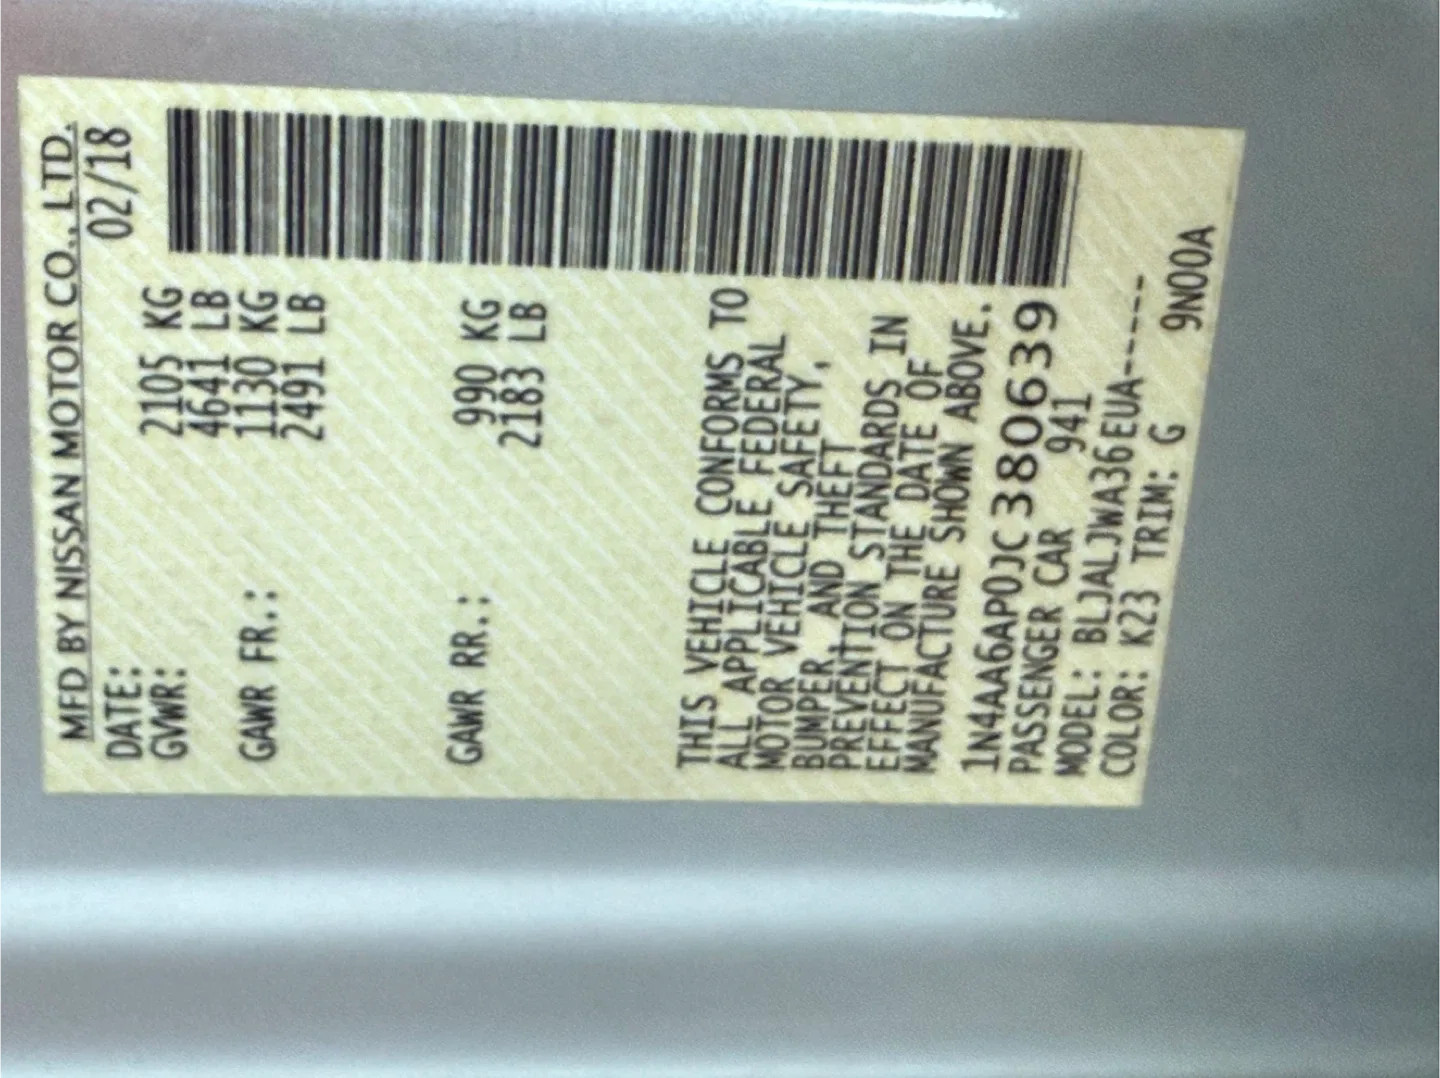 MFD BY NISSAN MOTOR CO., LTD.
DATE: 02/18
GVWR: 2105 KG
4641 LB
GAWR FR.: 1130 KG
2491 LB
GAWR RR.: 990 KG
2183 LB
THIS VEHICLE CONFORMS TO
ALL APPLICABLE FEDERAL
MOTOR VEHICLE SAFETY,
BUMPER, AND THEFT
PREVENTION STANDARDS IN
EFFECT ON THE DATE OF
MANUFACTURE SHOWN ABOVE.
1N4AA6AP0JC380639
PASSENGER CAR 941
MODEL: BLJALJWA36EUA------
COLOR: K23 TRIM: G
9N00A